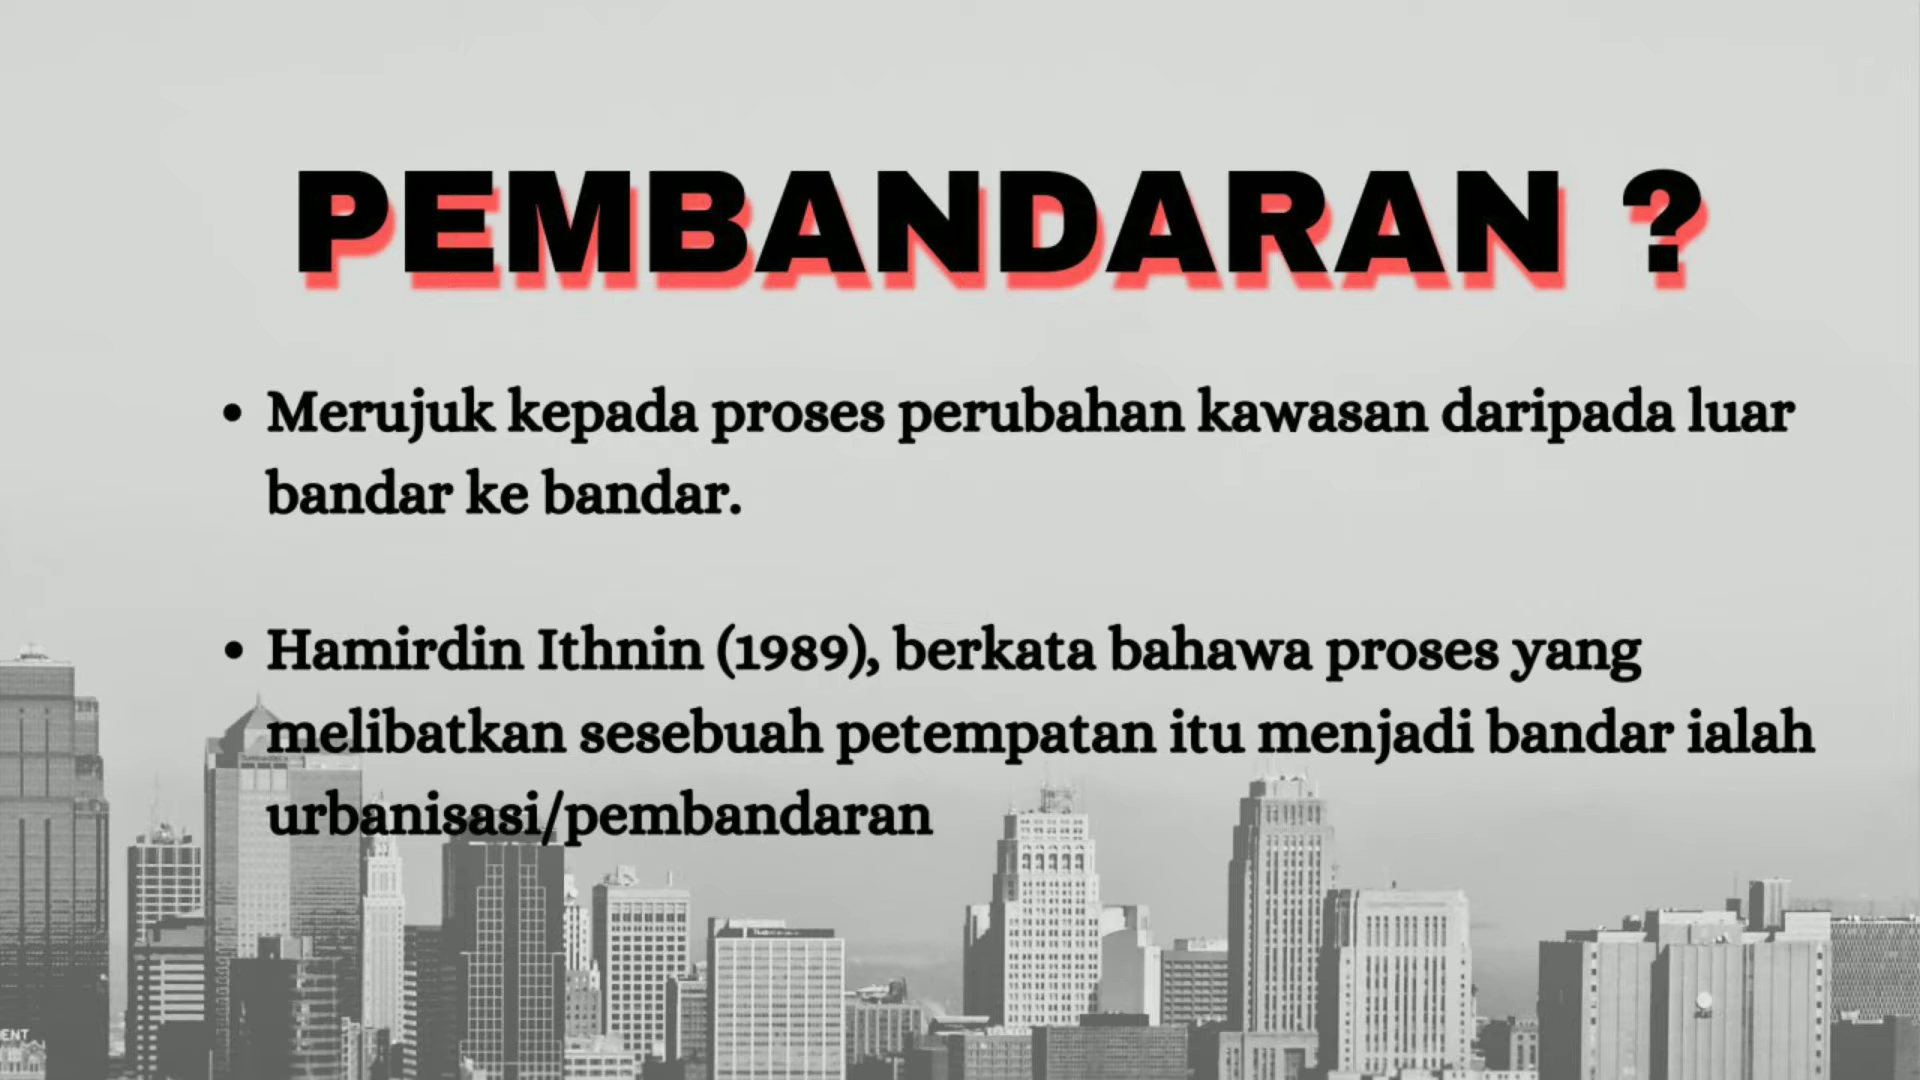 PEMBANDARAN ?
• Merujuk kepada proses perubahan kawasan daripada luar
bandar ke bandar.
• Hamirdin Ithnin (1989), berkata bahawa proses yang
melibatkan sesebuah petempatan itu menjadi bandar ialah
urbanisasi/pembandaran
ENT